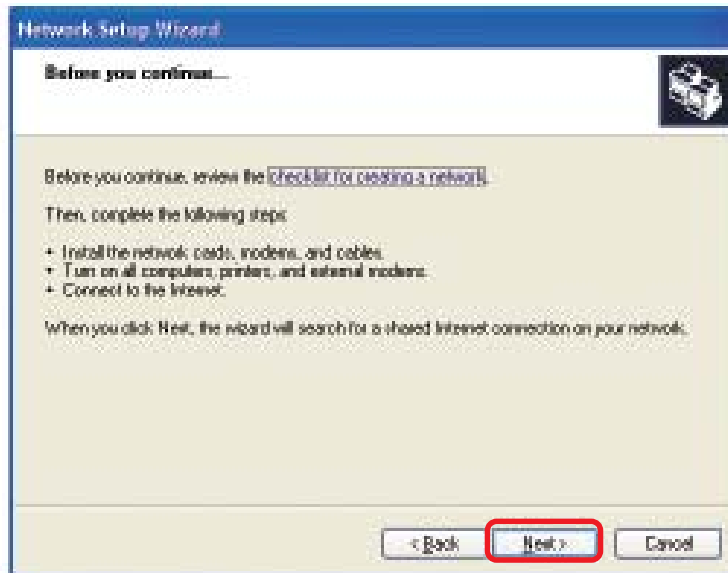 Network Setup Wizard
Before you continue...
Before you continue, review the checklist for creating a network.
Then, complete the following steps:
• Install the network cards, modems, and cables.
• Turn on all computers, printers, and external modems.
• Connect to the Internet.
When you click Next, the wizard will search for a shared Internet connection on your network.
< Back Next > Cancel